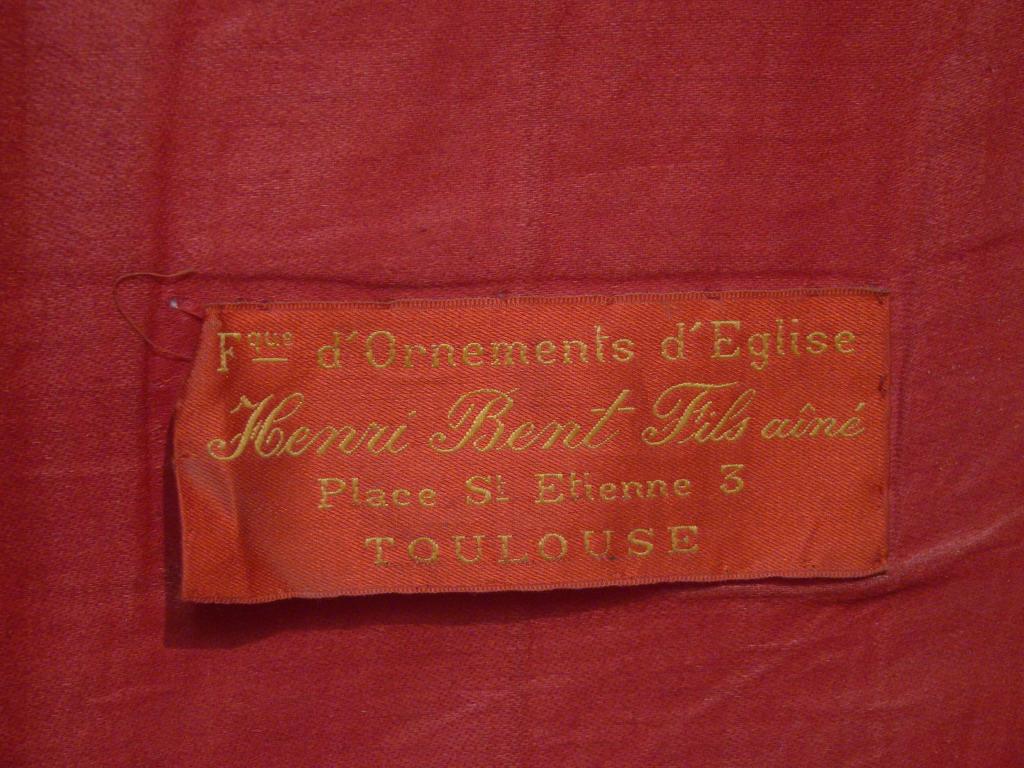 Fque d'Ornements d'Eglise
Henri Bent Fils aîné
Place St Etienne 3
TOULOUSE